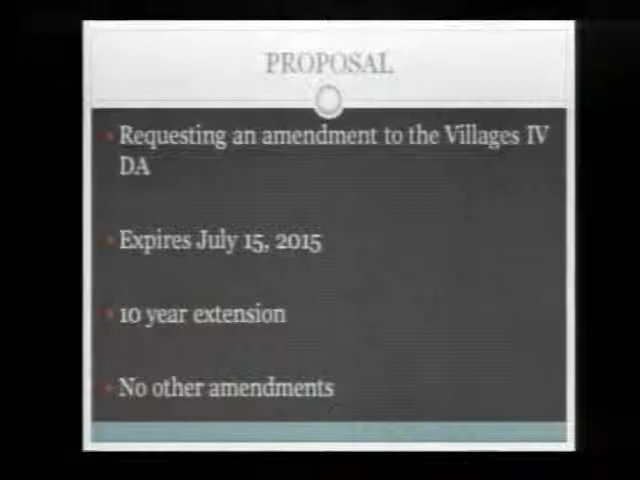 PROPOSAL
Requesting an amendment to the Villages IV
DA
Expires July 15, 2015
10 year extension
No other amendments